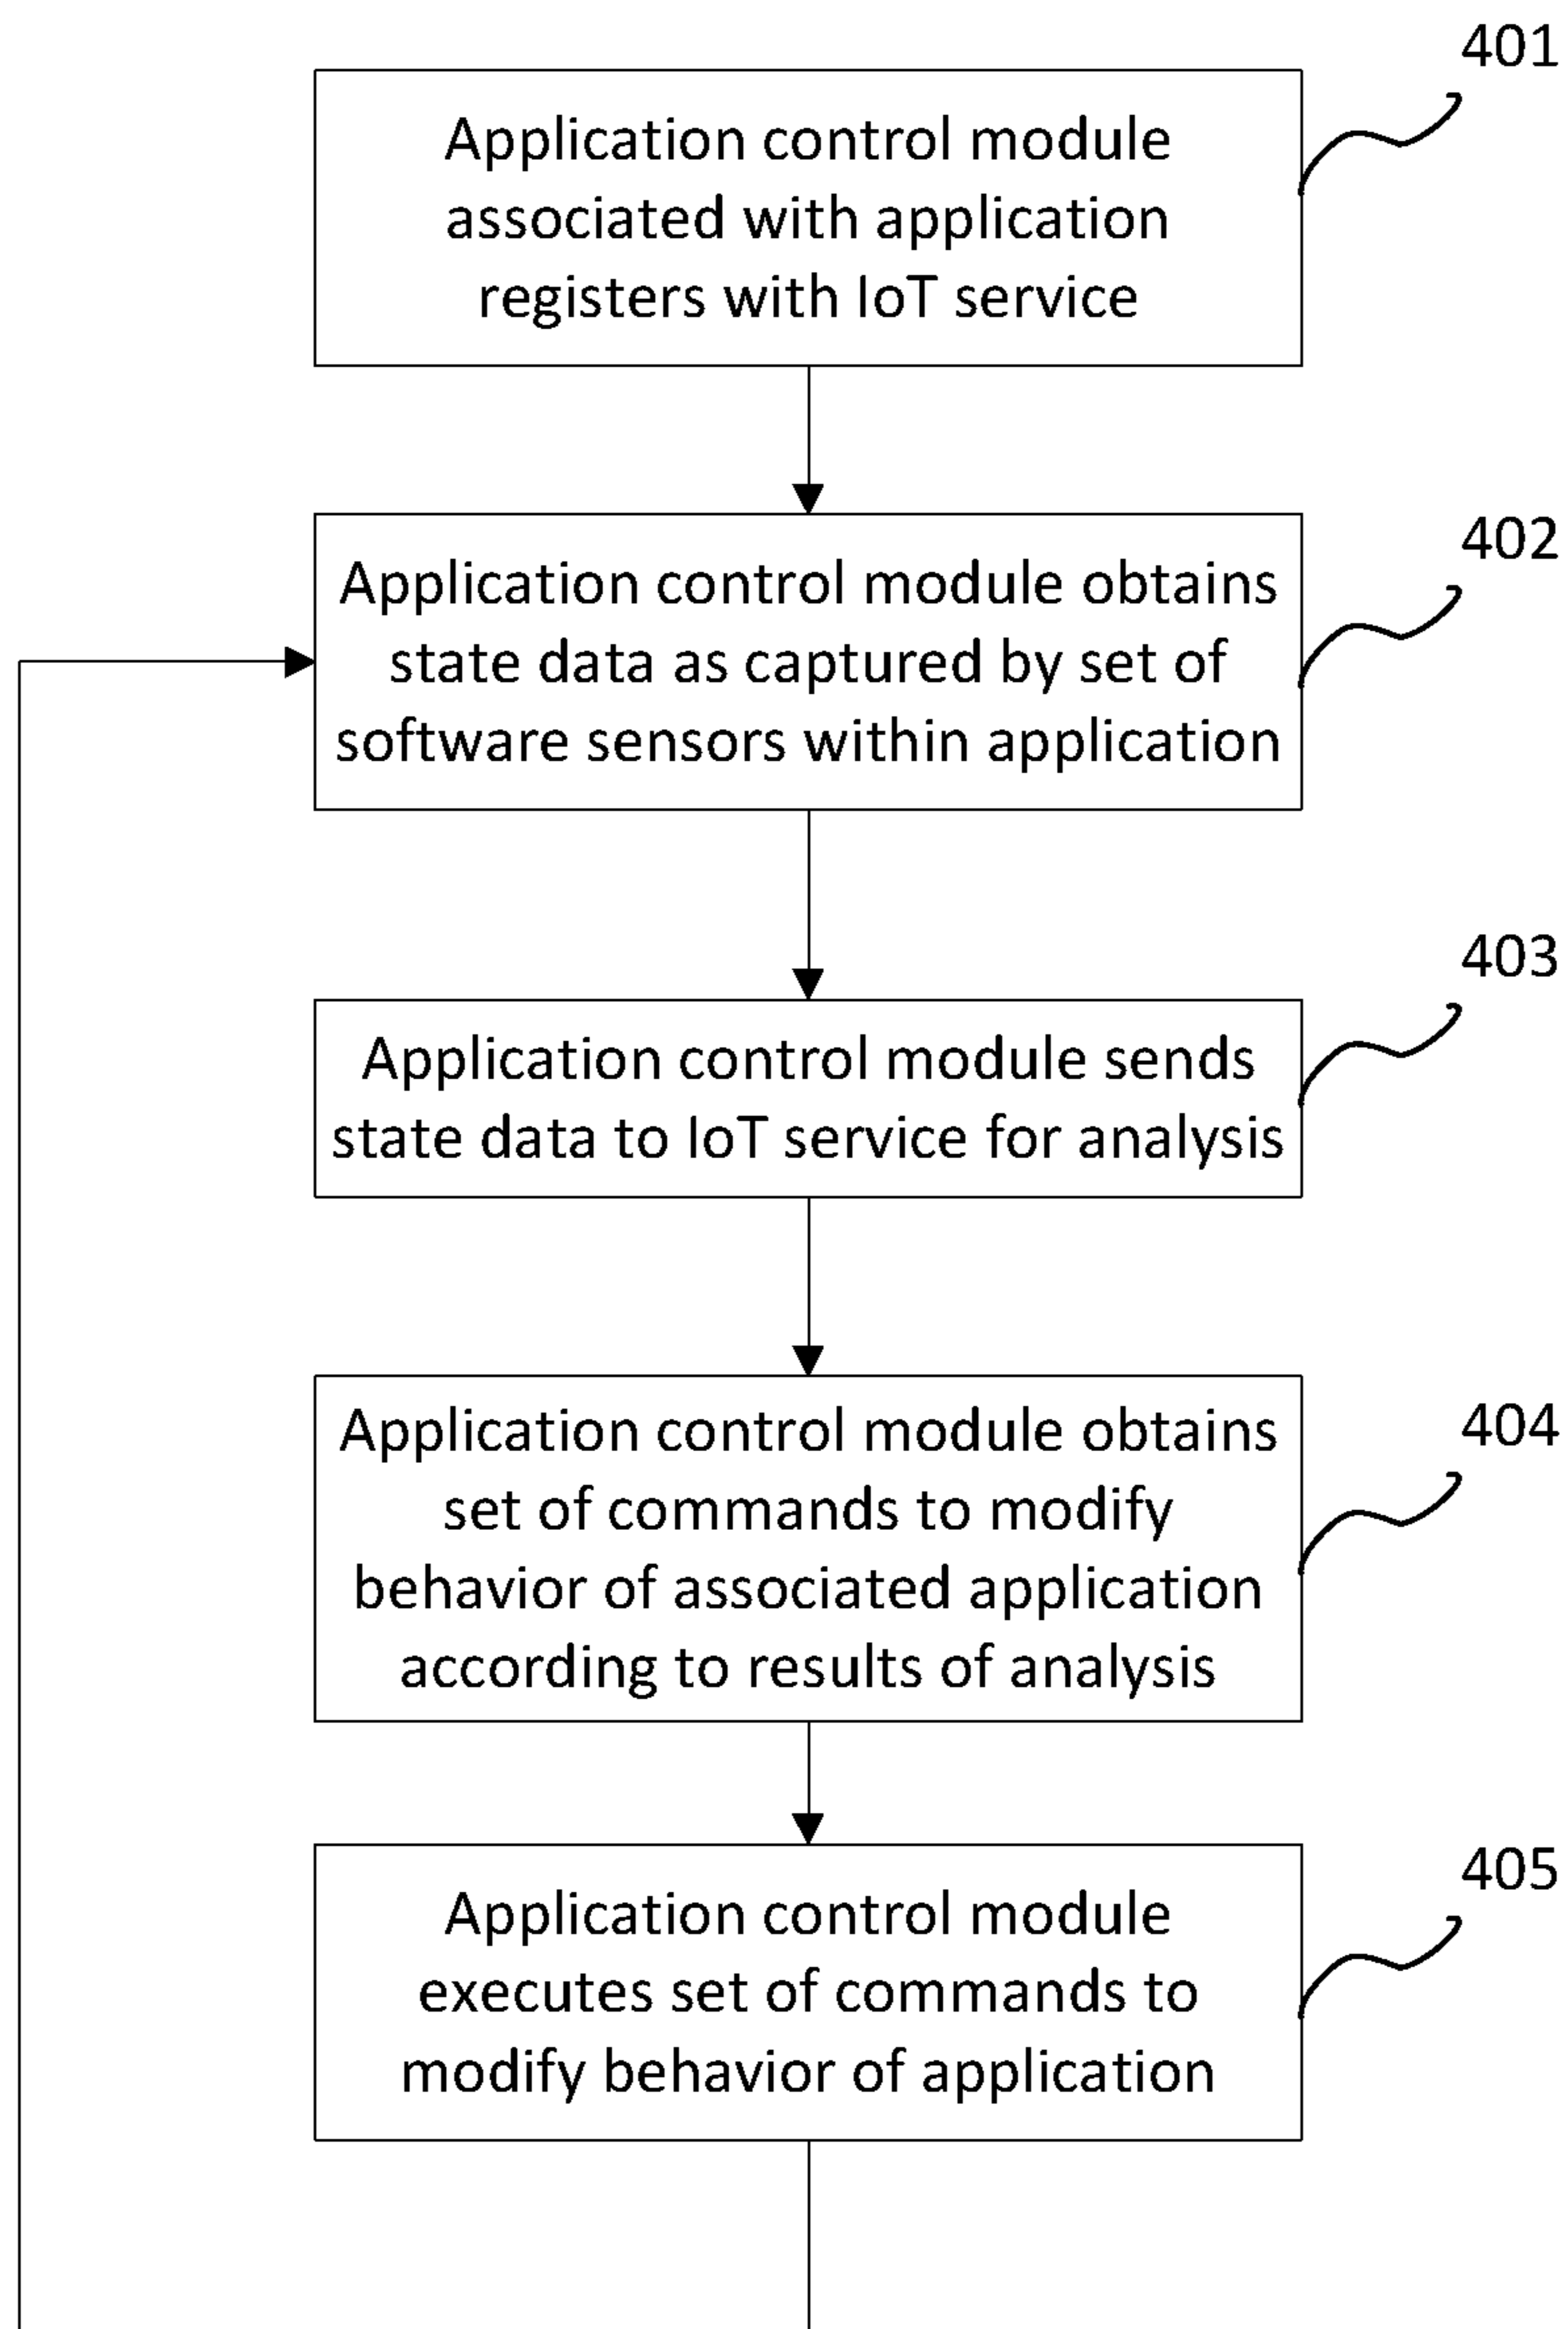 401
Application control module
associated with application
registers with IoT service
402
Application control module obtains
state data as captured by set of
software sensors within application
403
Application control module sends
state data to IoT service for analysis
404
Application control module obtains
set of commands to modify
behavior of associated application
according to results of analysis
405
Application control module
executes set of commands to
modify behavior of application